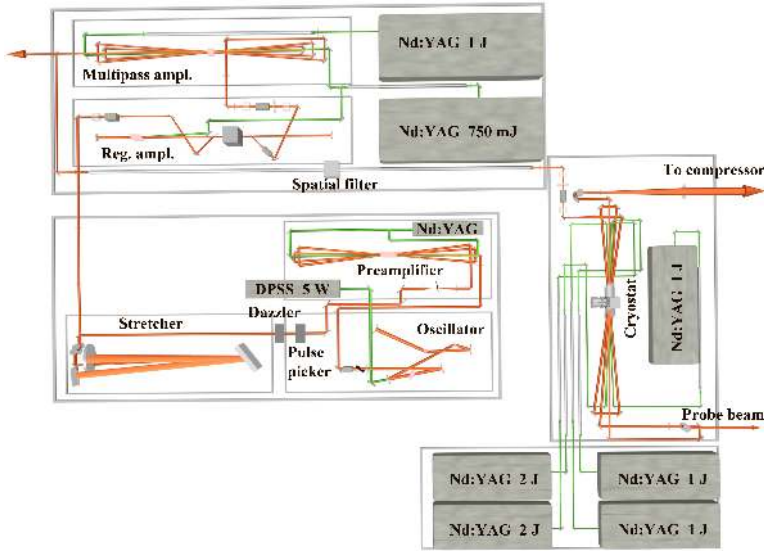 Nd:YAG 1 J
Multipass ampl.
Nd:YAG 750 mJ
Reg. ampl.
Spatial filter
To compressor
Nd:YAG
Preamplifier
DPSS 5 W
Dazzler
Stretcher
Oscillator
Pulse
picker
Cryostat
Nd:YAG 1 J
Probe beam
Nd:YAG 2 J
Nd:YAG 1 J
Nd:YAG 2 J
Nd:YAG 1 J